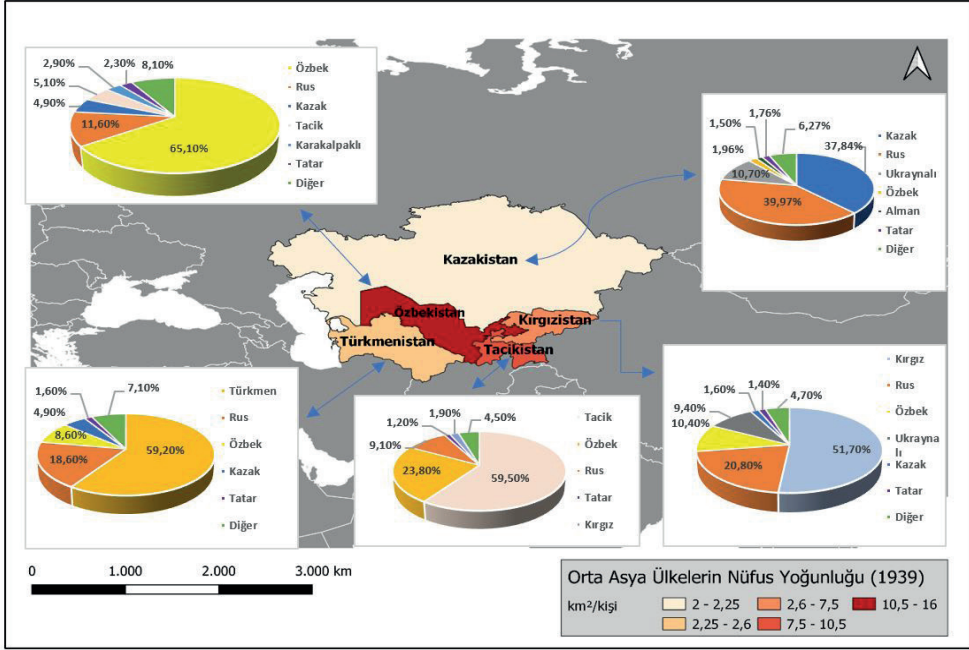 2,90%
2,30%
8,10%
5,10%
4,90%
11,60%
65,10%
Özbek
Rus
Kazak
Tacik
Karakalpaklı
Tatar
Diğer
1,76%
1,50%
6,27%
1,96%
37,84%
10,70%
39,97%
Kazak
Rus
Ukraynalı
Özbek
Alman
Tatar
Diğer
Kazakistan
Özbekistan
Kırgızistan
Türkmenistan
Tacikistan
1,60%
7,10%
4,90%
8,60%
59,20%
18,60%
Türkmen
Rus
Özbek
Kazak
Tatar
Diğer
1,90%
4,50%
1,20%
9,10%
23,80%
59,50%
Tacik
Özbek
Rus
Tatar
Kırgız
1,40%
1,60%
4,70%
9,40%
10,40%
51,70%
20,80%
Kırgız
Rus
Özbek
Ukrayna
lı
Kazak
Tatar
Diğer
0 1.000 2.000 3.000 km
Orta Asya Ülkelerin Nüfus Yoğunluğu (1939)
km²/kişi
2 - 2,25
2,6 - 7,5
10,5 - 16
2,25 - 2,6
7,5 - 10,5